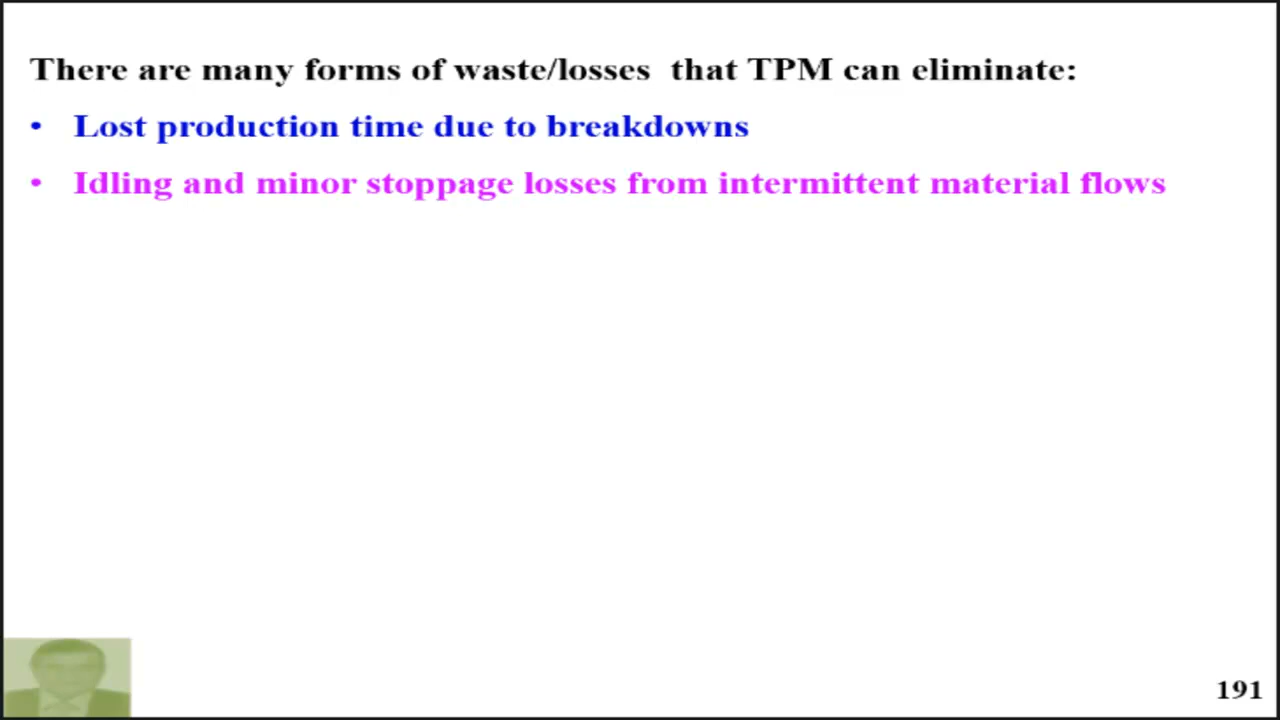 There are many forms of waste/losses that TPM can eliminate:
• Lost production time due to breakdowns
• Idling and minor stoppage losses from intermittent material flows
191